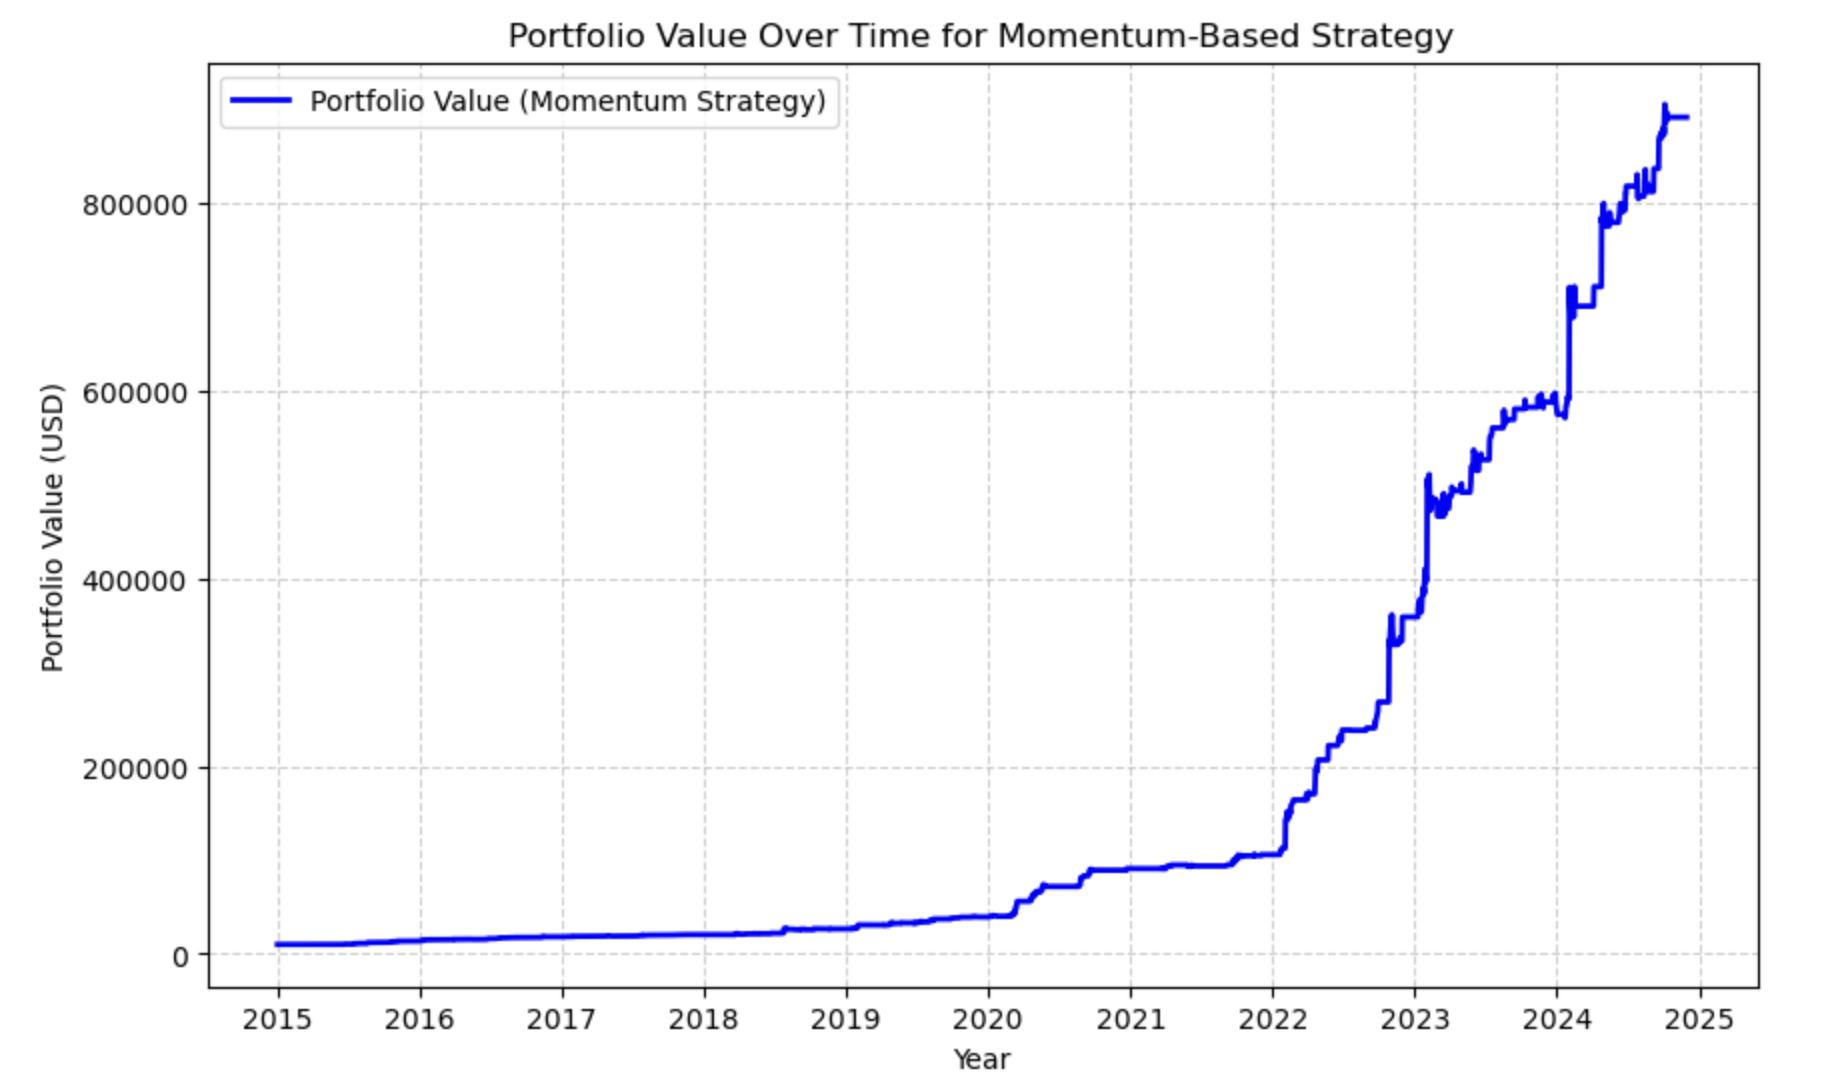 Portfolio Value Over Time for Momentum-Based Strategy
Portfolio Value (Momentum Strategy)
Portfolio Value (USD)
800000
600000
400000
200000
0
2015 2016 2017 2018 2019 2020 2021 2022 2023 2024 2025
Year